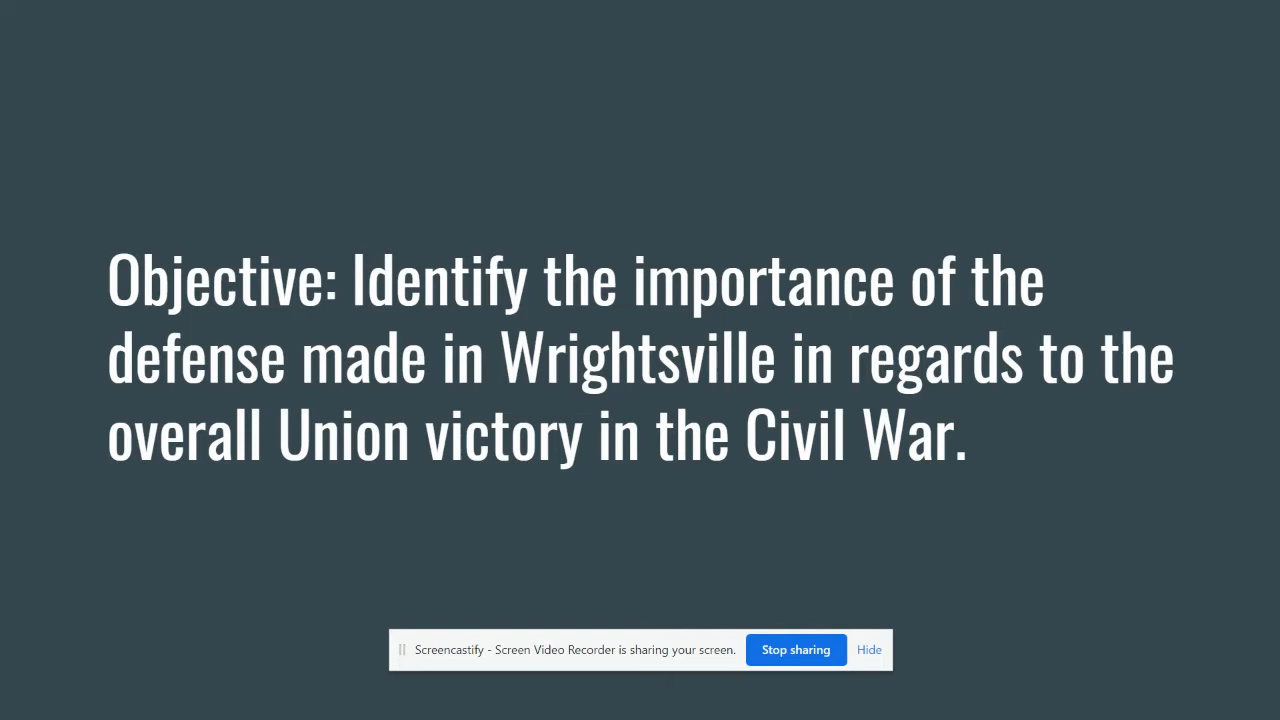 Objective: Identify the importance of the
defense made in Wrightsville in regards to the
overall Union victory in the Civil War.
Screencastify - Screen Video Recorder is sharing your screen. Stop sharing Hide